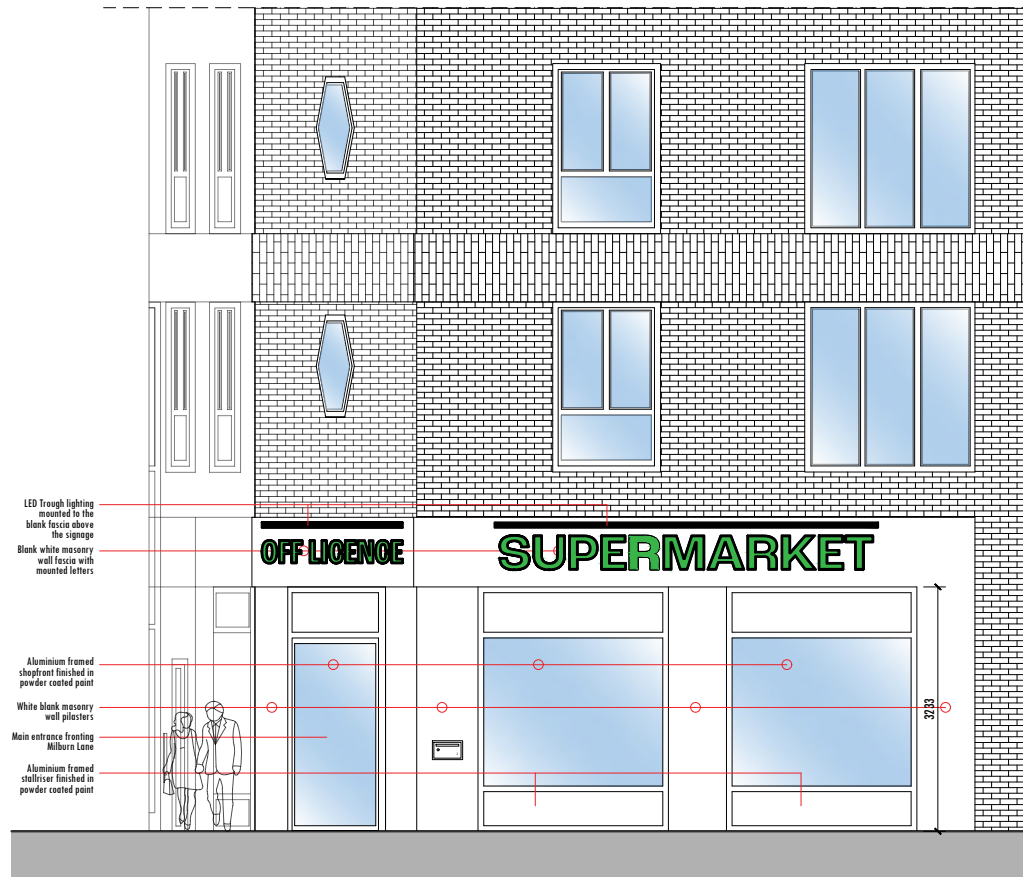 LED Trough lighting
mounted to the
blank fascia above
the signage
Blank white masonry
wall fascia with
mounted letters
OFF LICENCE
SUPERMARKET
Aluminium framed
shopfront finished in
powder coated paint
White blank masonry
wall pilasters
3233
Main entrance fronting
Milburn Lane
Aluminium framed
stallriser finished in
powder coated paint